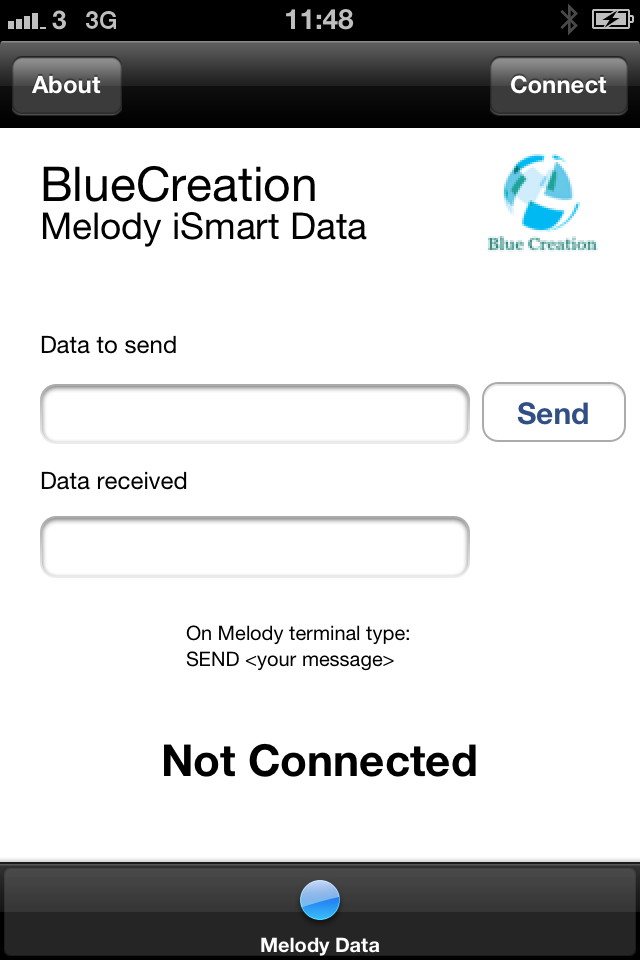 3 3G 11:48
About Connect
BlueCreation
Melody iSmart Data
Blue Creation
Data to send
Send
Data received
On Melody terminal type:
SEND <your message>
Not Connected
Melody Data